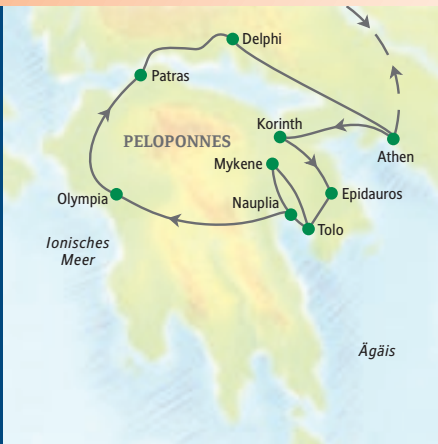 Delphi
Patras
Korinth
PELOPONNES
Athen
Mykene
Epidauros
Olympia
Nauplia
Tolo
Ionisches
Meer
Ägäis